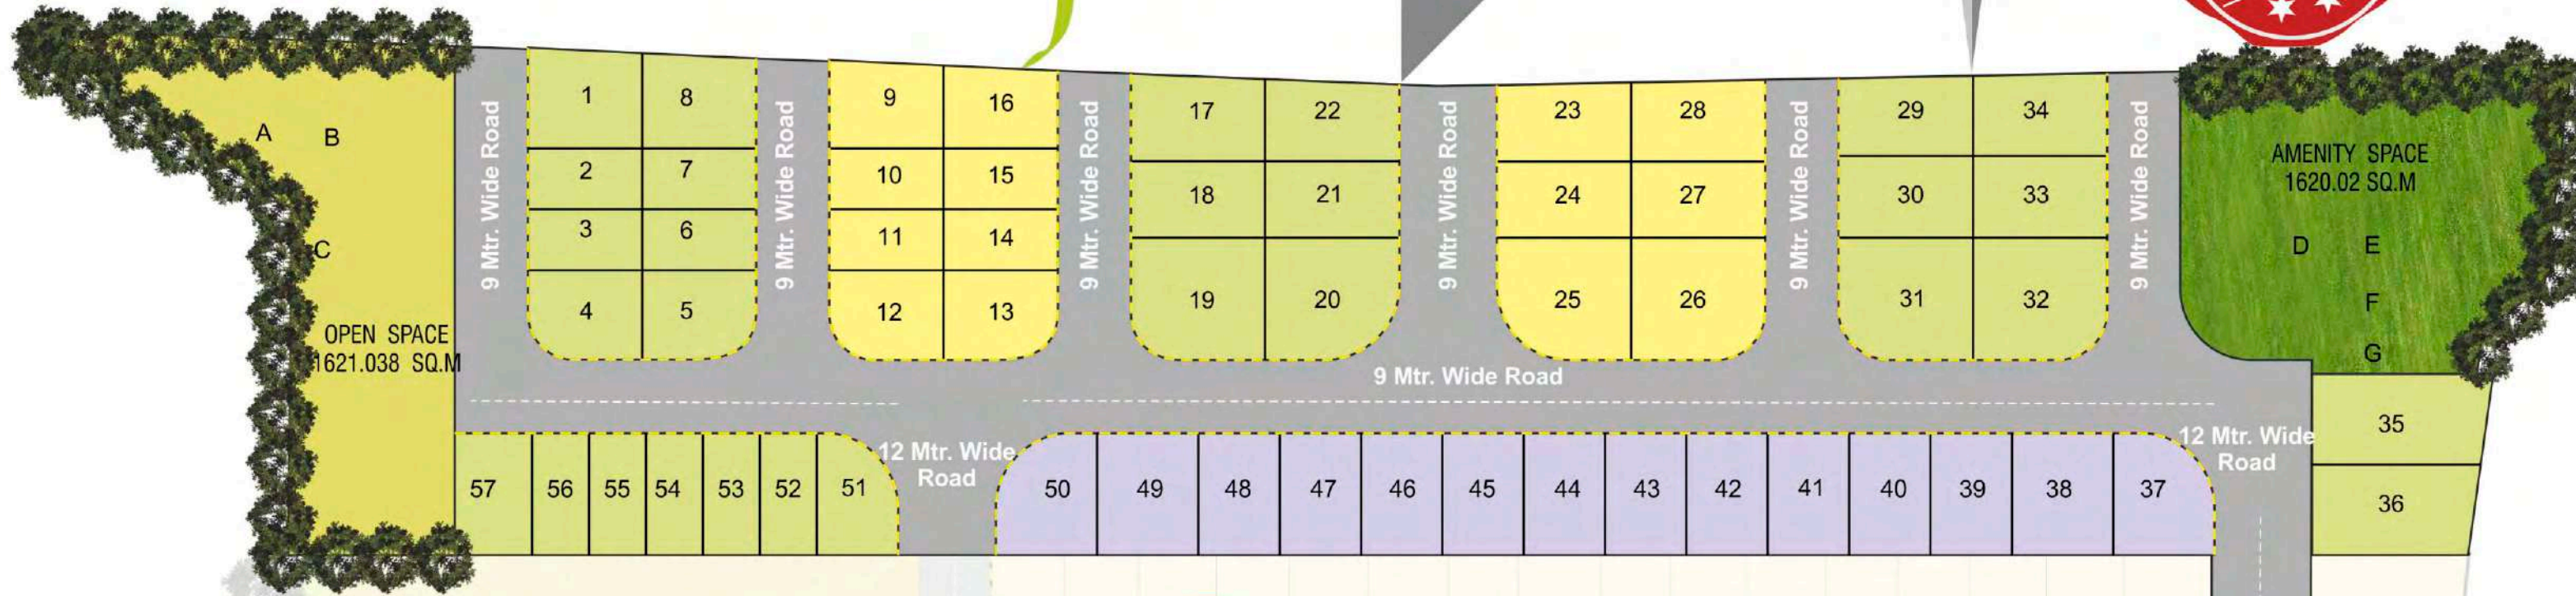 A
B
C
OPEN SPACE
1621.038 SQ.M
9 Mtr. Wide Road
1
8
2
7
3
6
4
5
9 Mtr. Wide Road
9
16
10
15
11
14
12
13
9 Mtr. Wide Road
17
22
18
21
19
20
9 Mtr. Wide Road
23
28
24
27
25
26
9 Mtr. Wide Road
29
34
30
33
31
32
9 Mtr. Wide Road
AMENITY SPACE
1620.02 SQ.M
D
E
F
G
9 Mtr. Wide Road
35
36
57
56
55
54
53
52
51
12 Mtr. Wide
Road
50
49
48
47
46
45
44
43
42
41
40
39
38
37
12 Mtr. Wide
Road